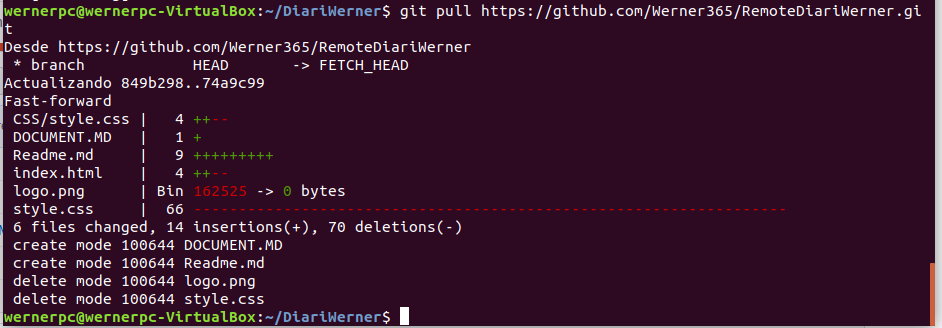 wernerpc@wernerpc-VirtualBox:~/DiariWerner$ git pull https://github.com/Werner365/RemoteDiariWerner.gi
t
Desde https://github.com/Werner365/RemoteDiariWerner
 * branch            HEAD       -> FETCH_HEAD
Actualizando 849b298..74a9c99
Fast-forward
 CSS/style.css |   4 ++--
 DOCUMENT.MD   |   1 +
 Readme.md     |   9 +++++++++
 index.html    |   4 ++--
 logo.png      | Bin 162525 -> 0 bytes
 style.css     |  66 ------------------------------------------------------------------
 6 files changed, 14 insertions(+), 70 deletions(-)
 create mode 100644 DOCUMENT.MD
 create mode 100644 Readme.md
 delete mode 100644 logo.png
 delete mode 100644 style.css
wernerpc@wernerpc-VirtualBox:~/DiariWerner$